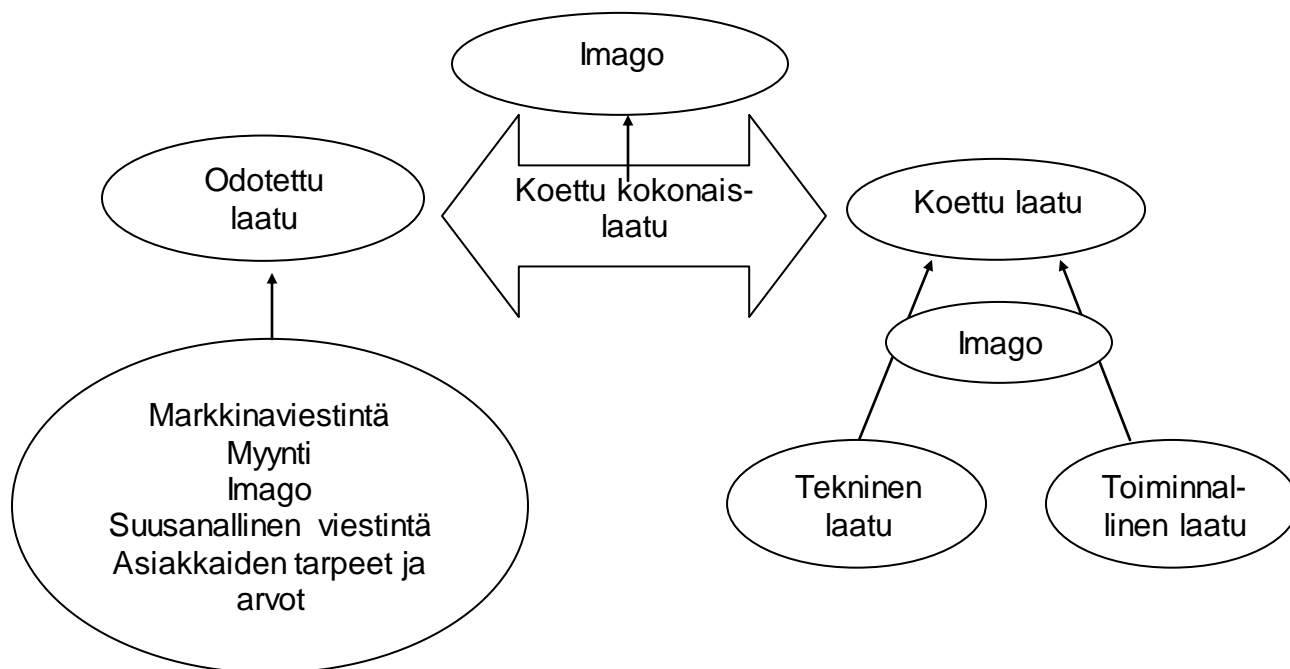 Imago
Odotettu
laatu
Koettu kokonais-
laatu
Koettu laatu
Imago
Markkinaviestintä
Myynti
Imago
Suusanallinen viestintä
Asiakkaiden tarpeet ja
arvot
Tekninen
laatu
Toiminnal-
linen laatu